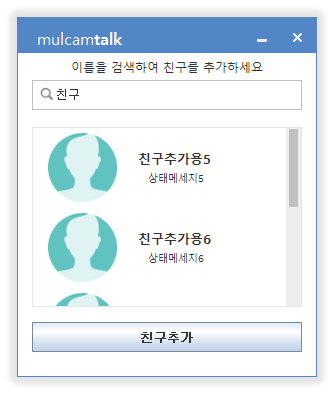 mulcamtalk
이름을 검색하여 친구를 추가하세요
친구
친구추가용5
상태메세지5
친구추가용6
상태메세지6
친구추가